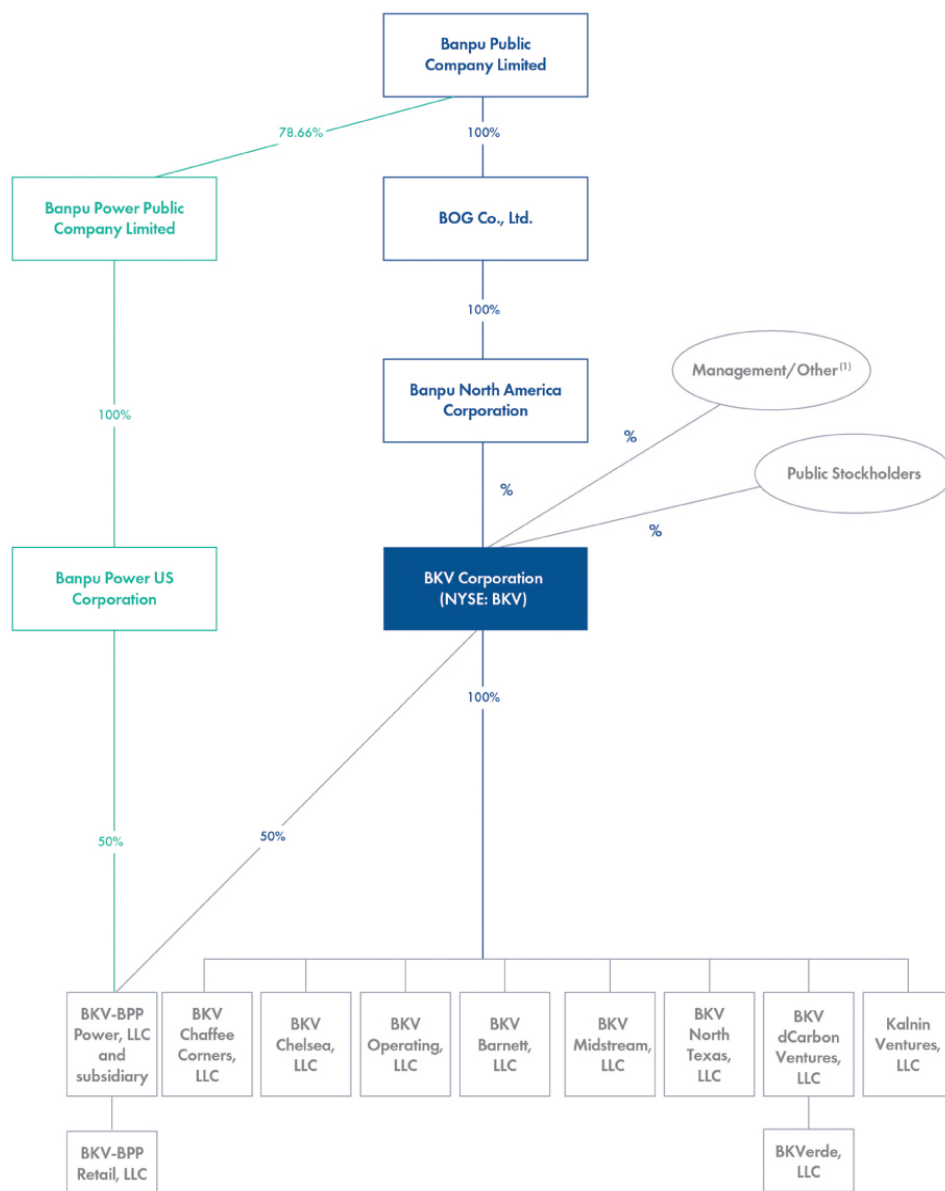 Banpu Public
Company Limited
78.66%
100%
Banpu Power Public
Company Limited
BOG Co., Ltd.
100%
Management/Other (1)
Banpu North America
Corporation
100%
%
Public Stockholders
%
%
Banpu Power US
Corporation
BKV Corporation
(NYSE: BKV)
100%
50%
50%
BKV-BPP
Power, LLC
and
subsidiary
BKV
Chaffee
Corners,
LLC
BKV
Chelsea,
LLC
BKV
Operating,
LLC
BKV
Barnett,
LLC
BKV
Midstream,
LLC
BKV
North
Texas,
LLC
BKV
dCarbon
Ventures,
LLC
Kalnin
Ventures,
LLC
BKV-BPP
Retail, LLC
BKVerde,
LLC